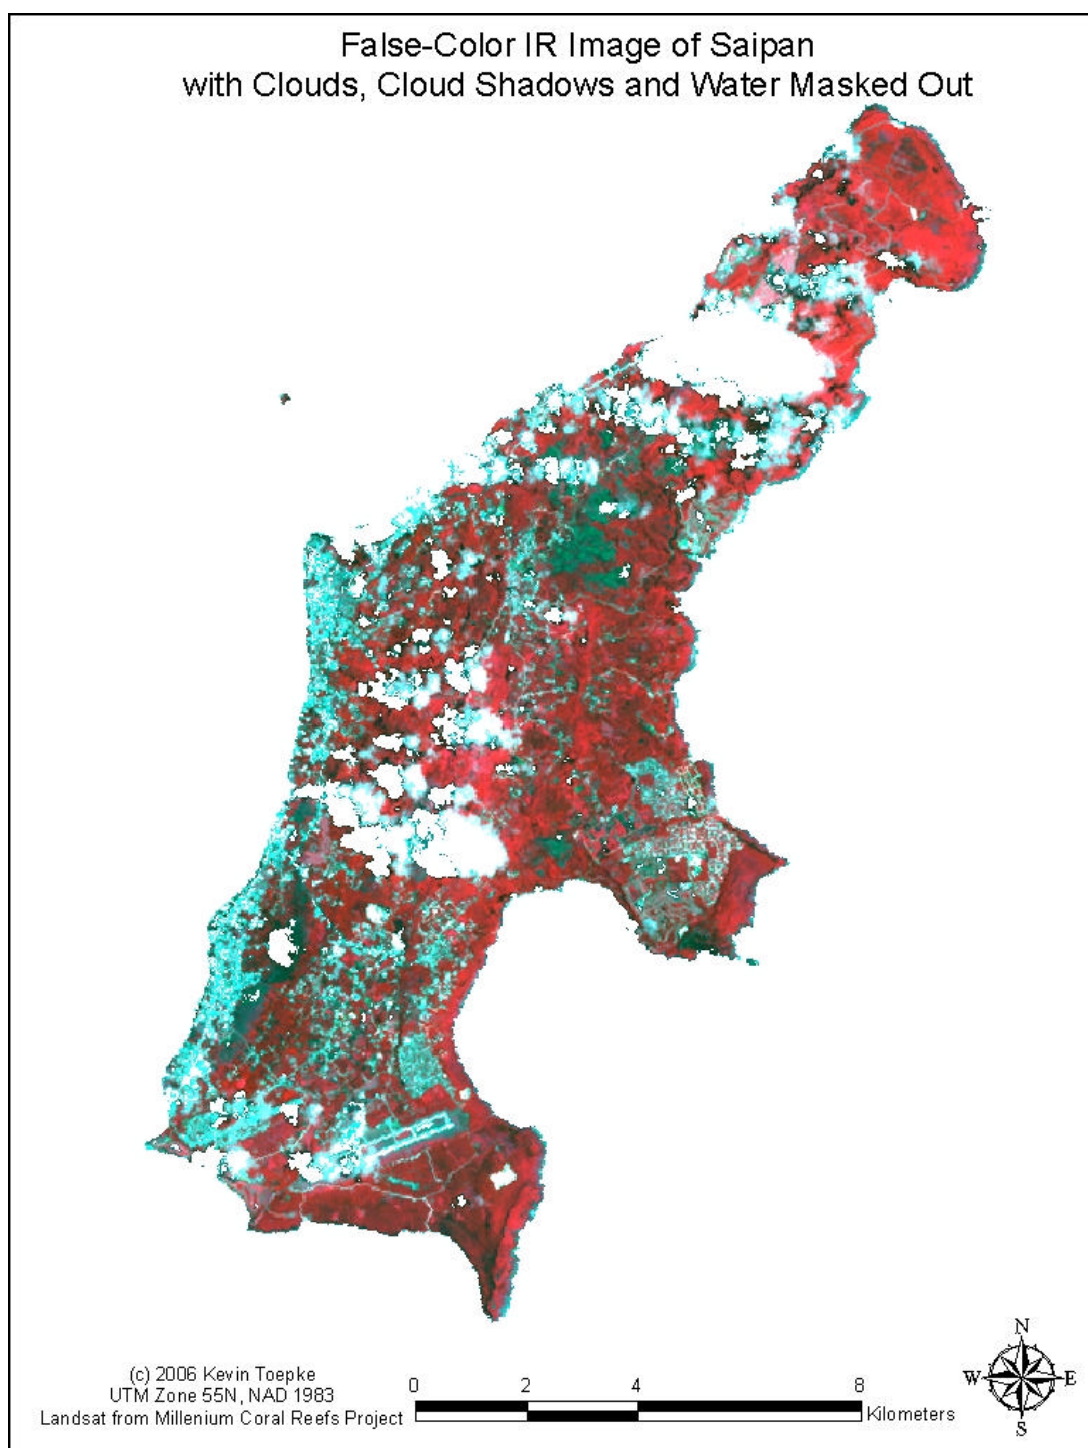 False-Color IR Image of Saipan
with Clouds, Cloud Shadows and Water Masked Out
(c) 2006 Kevin Toepke
UTM Zone 55N, NAD 1983
Landsat from Millenium Coral Reefs Project
0 2 4 8
Kilometers
N
W E
S